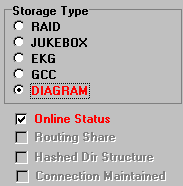 Storage Type
RAID
JUKEBOX
EKG
GCC
DIAGRAM
Online Status
Routing Share
Hashed Dir Structure
Connection Maintained